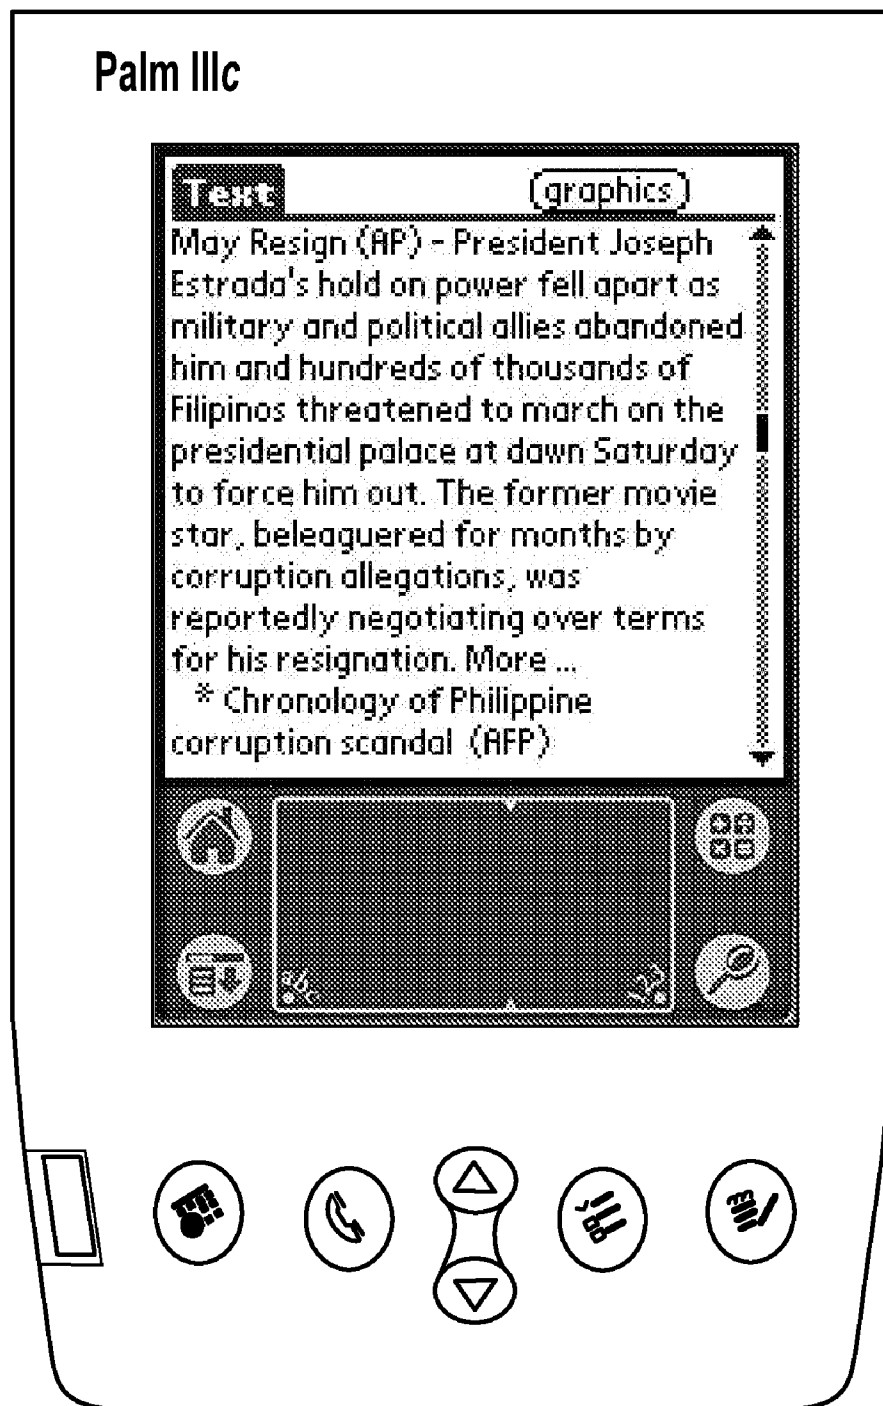 Palm IIIc
Text
graphics
May Resign (AP) - President Joseph
Estrada's hold on power fell apart as
military and political allies abandoned
him and hundreds of thousands of
Filipinos threatened to march on the
presidential palace at dawn Saturday
to force him out. The former movie
star, beleaguered for months by
corruption allegations, was
reportedly negotiating over terms
for his resignation. More ...
* Chronology of Philippine
corruption scandal (AFP)
abc
123